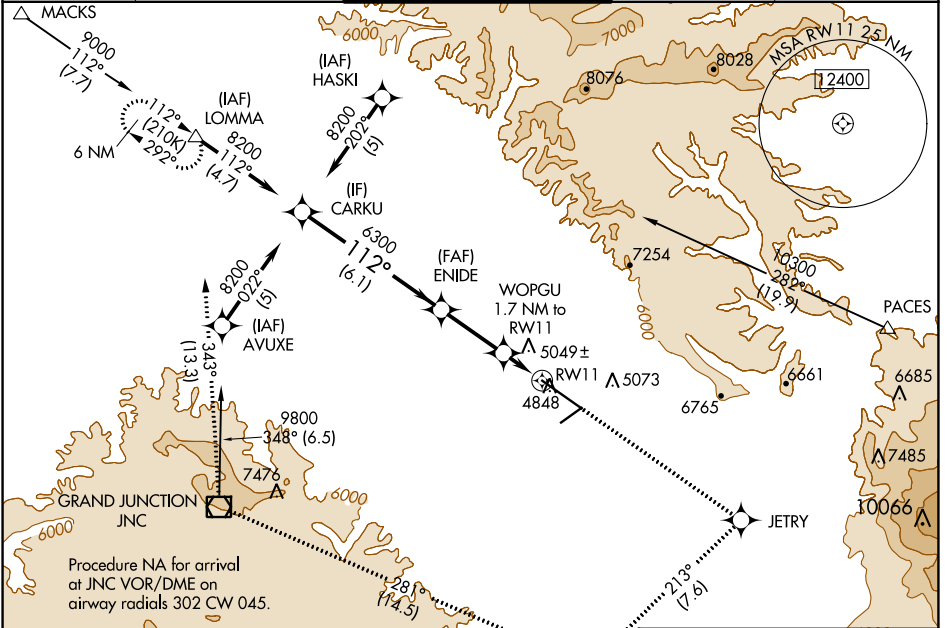 MACKS
9000
112°
(7.7)
(IAF)
HASKI
8200
202°
(5)
6000
7000
8076
8028
MSA RW11 25 NM
12400
(IAF)
LOMMA
112°
(210K)
292°
6 NM
8200
112°
(4.7)
(IF)
CARKU
6300
112°
(6.1)
(FAF)
ENIDE
WOPGU
1.7 NM to
RW11
5049±
RW11
5073
4848
7254
6000
10300
282°
(19.9)
PACES
6661
6765
6685
7485
10066
8200
022°
(5)
(IAF)
AVUXE
343°
(13.3)
9800
348° (6.5)
7476
GRAND JUNCTION
JNC
6000
6000
JETRY
213°
(7.6)
281°
(14.5)
Procedure NA for arrival
at JNC VOR/DME on
airway radials 302 CW 045.